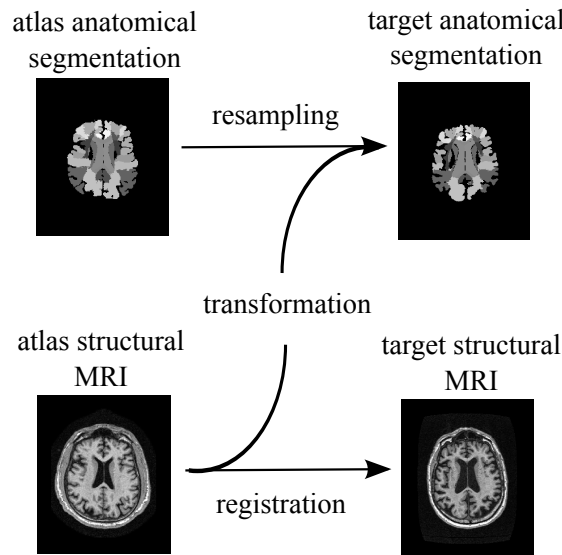 atlas anatomical
segmentation
target anatomical
segmentation
resampling
transformation
atlas structural
MRI
target structural
MRI
registration